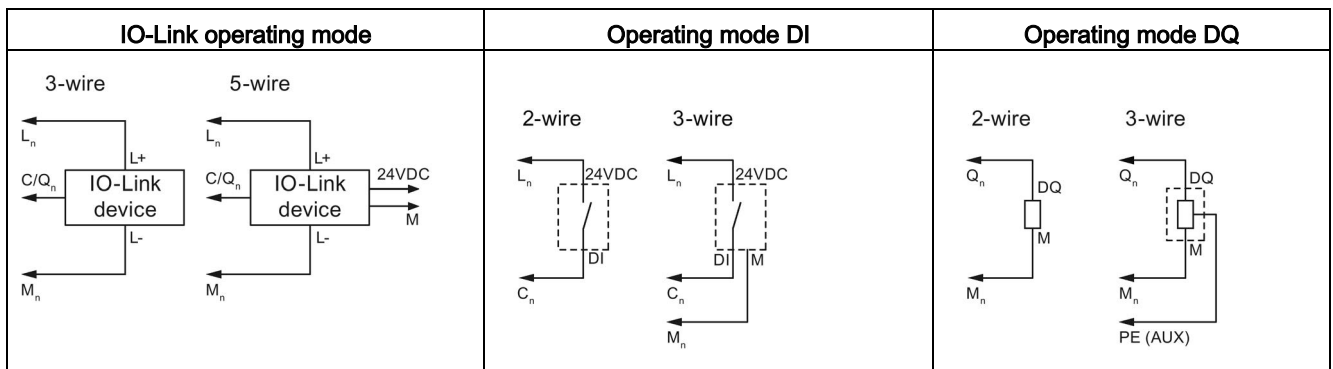 IO-Link operating mode
Operating mode DI
Operating mode DQ
3-wire
5-wire
Ln
L+
C/Qn
IO-Link
device
L-
Mn
Ln
L+
C/Qn
IO-Link
device
24VDC
M
L-
Mn
2-wire
3-wire
Ln
24VDC
DI
Cn
Ln
24VDC
DI
M
Cn
Mn
2-wire
3-wire
Qn
DQ
M
Mn
Qn
DQ
M
Mn
PE (AUX)